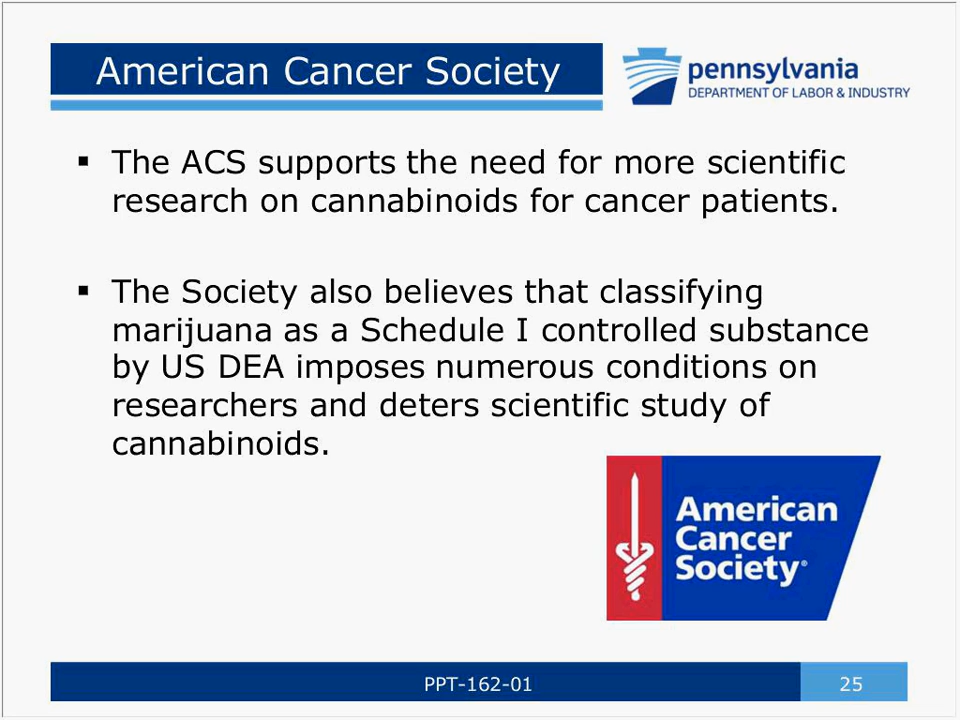 American Cancer Society
pennsylvania
DEPARTMENT OF LABOR & INDUSTRY
▪ The ACS supports the need for more scientific
research on cannabinoids for cancer patients.
▪ The Society also believes that classifying
marijuana as a Schedule I controlled substance
by US DEA imposes numerous conditions on
researchers and deters scientific study of
cannabinoids.
American
Cancer
Society®
PPT-162-01
25